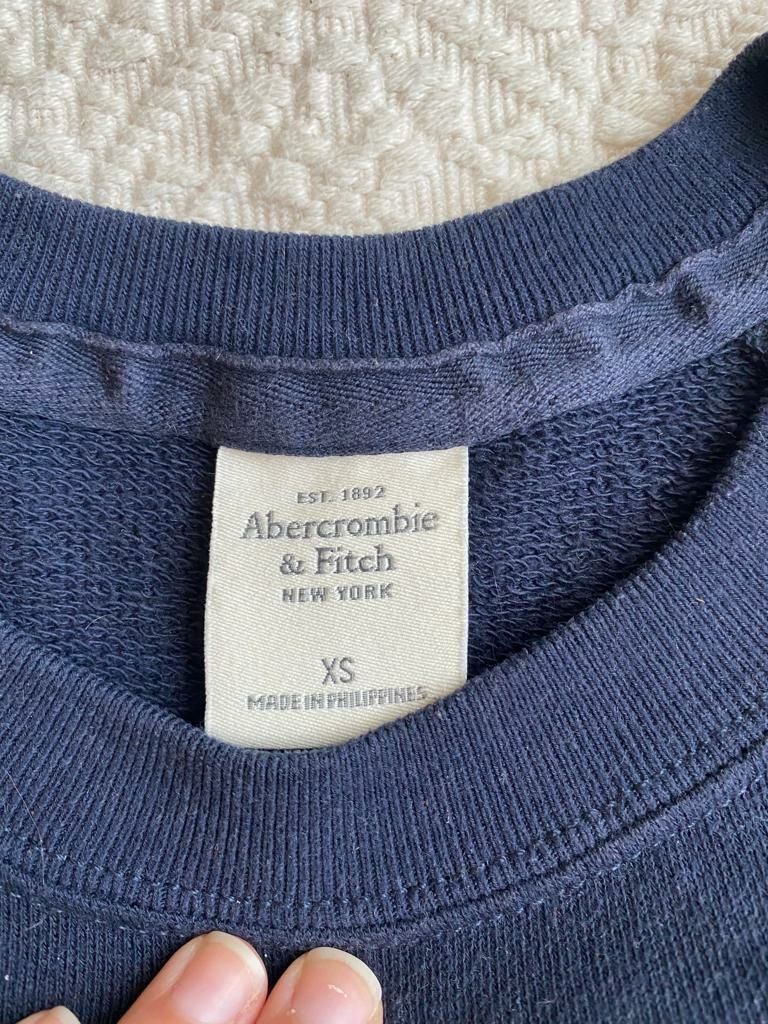 EST. 1892
Abercrombie
& Fitch
NEW YORK
XS
MADE IN PHILIPPINES